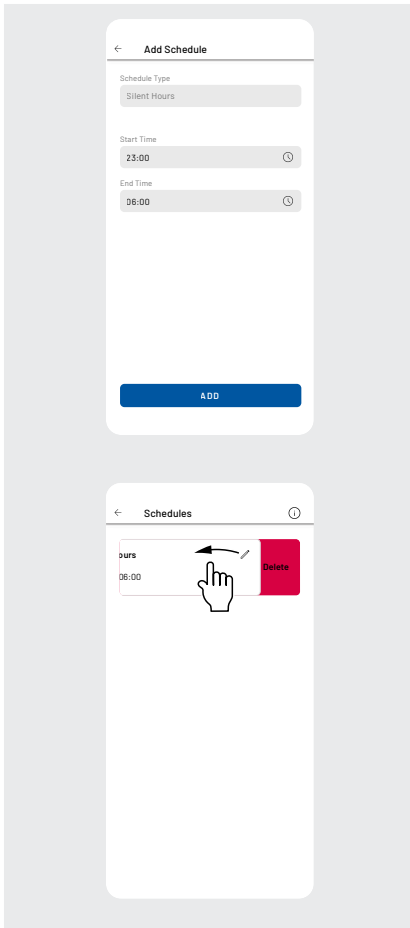 Add Schedule
Schedule Type
Silent Hours
Start Time
23:00
End Time
06:00
ADD
Schedules
ours
06:00
Delete